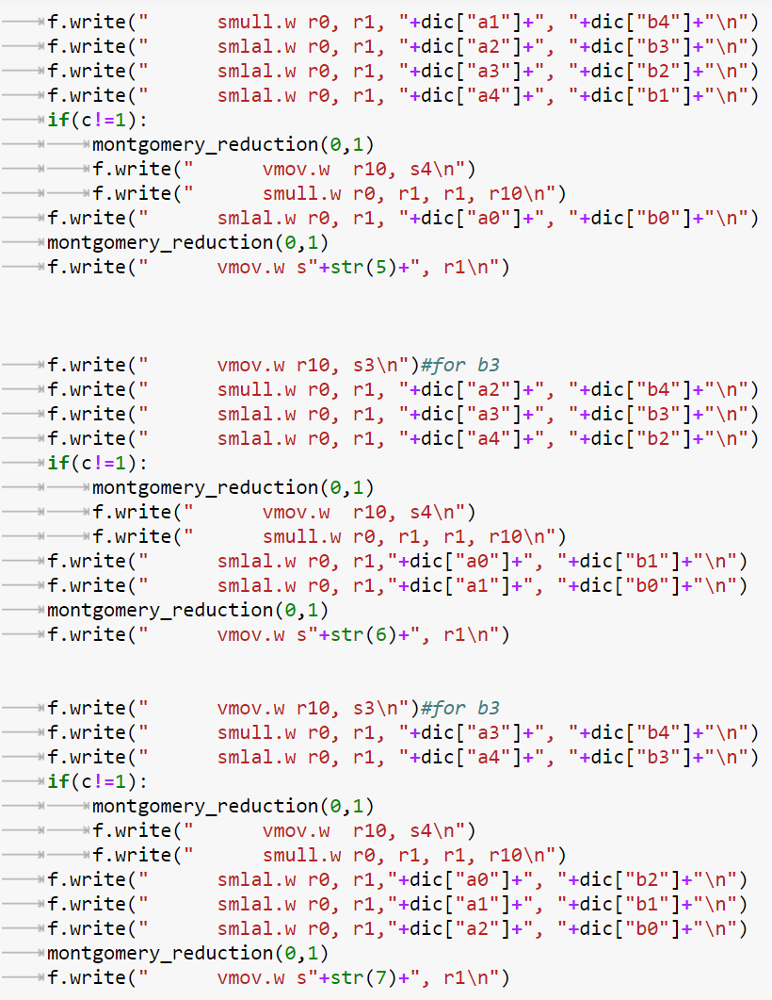 f.write("      smull.w r0, r1, "+dic["a1"]+", "+dic["b4"]+"\n")
f.write("      smlal.w r0, r1, "+dic["a2"]+", "+dic["b3"]+"\n")
f.write("      smlal.w r0, r1, "+dic["a3"]+", "+dic["b2"]+"\n")
f.write("      smlal.w r0, r1, "+dic["a4"]+", "+dic["b1"]+"\n")
if(c!=1):
montgomery_reduction(0,1)
f.write("      vmov.w  r10, s4\n")
f.write("      smull.w r0, r1, r1, r10\n")
f.write("      smlal.w r0, r1, "+dic["a0"]+", "+dic["b0"]+"\n")
montgomery_reduction(0,1)
f.write("      vmov.w s"+str(5)+", r1\n")
f.write("      vmov.w r10, s3\n")#for b3
f.write("      smull.w r0, r1, "+dic["a2"]+", "+dic["b4"]+"\n")
f.write("      smlal.w r0, r1, "+dic["a3"]+", "+dic["b3"]+"\n")
f.write("      smlal.w r0, r1, "+dic["a4"]+", "+dic["b2"]+"\n")
if(c!=1):
montgomery_reduction(0,1)
f.write("      vmov.w  r10, s4\n")
f.write("      smull.w r0, r1, r1, r10\n")
f.write("      smlal.w r0, r1,"+dic["a0"]+", "+dic["b1"]+"\n")
f.write("      smlal.w r0, r1,"+dic["a1"]+", "+dic["b0"]+"\n")
montgomery_reduction(0,1)
f.write("      vmov.w s"+str(6)+", r1\n")
f.write("      vmov.w r10, s3\n")#for b3
f.write("      smull.w r0, r1, "+dic["a3"]+", "+dic["b4"]+"\n")
f.write("      smlal.w r0, r1, "+dic["a4"]+", "+dic["b3"]+"\n")
if(c!=1):
montgomery_reduction(0,1)
f.write("      vmov.w  r10, s4\n")
f.write("      smull.w r0, r1, r1, r10\n")
f.write("      smlal.w r0, r1,"+dic["a0"]+", "+dic["b2"]+"\n")
f.write("      smlal.w r0, r1,"+dic["a1"]+", "+dic["b1"]+"\n")
f.write("      smlal.w r0, r1,"+dic["a2"]+", "+dic["b0"]+"\n")
montgomery_reduction(0,1)
f.write("      vmov.w s"+str(7)+", r1\n")